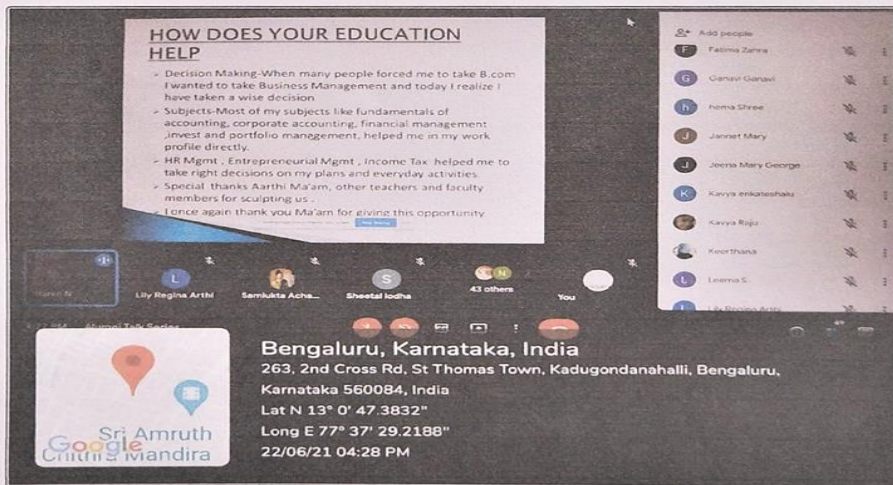 HOW DOES YOUR EDUCATION
HELP
➢ Decision Making-When many people forced me to take B.com
I wanted to take Business Management and today I realize I
have taken a wise decision
➢ Subjects-Most of my subjects like fundamentals of
accounting, corporate accounting, financial management
,invest and portfolio management, helped me in my work
profile directly.
➢ HR Mgmt , Entrepreneurial Mgmt , Income Tax helped me to
take right decisions on my plans and everyday activities.
➢ Special thanks Aarthi Ma'am, other teachers and faculty
members for sculpting us .
➢ I once again thank you Ma'am for giving this opportunity
Add people
F Fatima Zahra
G Ganavi Ganavi
h hema Shree
J Jannet Mary
J Jeena Mary George
K Kavya enkateshalu
Kavya Raju
Keerthana
L Leema S.
L Lily Regina Arthi
L
Lily Regina Arthi
Samiukta Acha...
S
Sheetal lodha
N
43 others
You
PM Alumni Talk Series
Bengaluru, Karnataka, India
263, 2nd Cross Rd, St Thomas Town, Kadugondanahalli, Bengaluru,
Karnataka 560084, India
Lat N 13° 0' 47.3832"
Long E 77° 37' 29.2188"
22/06/21 04:28 PM
Sri Amruth
Google
Mandira